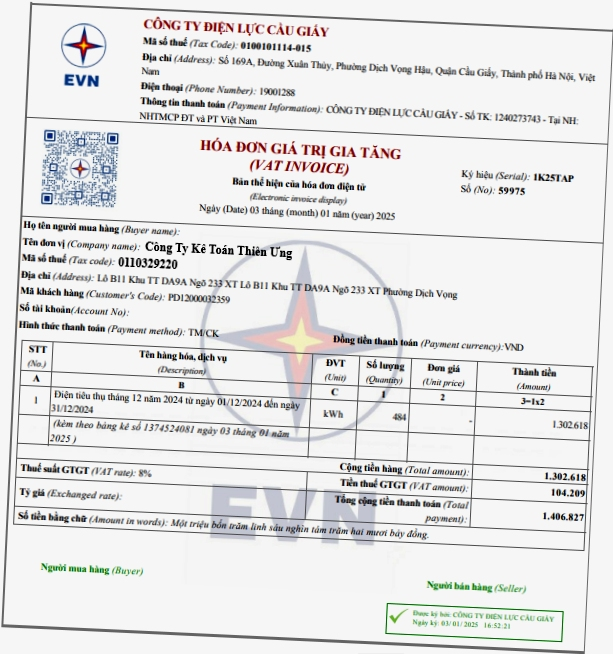 CÔNG TY ĐIỆN LỰC CẦU GIẤY
Mã số thuế (Tax Code): 0100101114-015
Địa chỉ (Address): Số 169A, Đường Xuân Thủy, Phường Dịch Vọng Hậu, Quận Cầu Giấy, Thành phố Hà Nội, Việt
Nam
Điện thoại (Phone Number): 19001288
Thông tin thanh toán (Payment Information): CÔNG TY ĐIỆN LỰC CẦU GIẤY - Số TK: 1240273743 - Tại NH:
NHTMCP ĐT và PT Việt Nam
EVN
HÓA ĐƠN GIÁ TRỊ GIA TĂNG
(VAT INVOICE)
Bản thể hiện của hóa đơn điện tử
(Electronic invoice display)
Ngày (Date) 03 tháng (month) 01 năm (year) 2025
Ký hiệu (Serial): 1K25TAP
Số (No): 59975
Họ tên người mua hàng (Buyer name):
Tên đơn vị (Company name): Công Ty Kê Toán Thiên Ưng
Mã số thuế (Tax code): 0110329220
Địa chỉ (Address): Lô B11 Khu TT DA9A Ngõ 233 XT Lô B11 Khu TT DA9A Ngõ 233 XT Phường Dịch Vọng
Mã khách hàng (Customer's Code): PD12000032359
Số tài khoản(Account No):
Hình thức thanh toán (Payment method): TM/CK Đồng tiền thanh toán (Payment currency):VND
STT (No.) Tên hàng hóa, dịch vụ (Description) ĐVT (Unit) Số lượng (Quantity) Đơn giá (Unit price) Thành tiền (Amount)
A B C 1 2 3=1x2
1 Điện tiêu thụ tháng 12 năm 2024 từ ngày 01/12/2024 đến ngày
31/12/2024 kWh 484 - 1.302.618
(kèm theo bảng kê số 1374524081 ngày 03 tháng 01 năm
2025 )
Cộng tiền hàng (Total amount): 1.302.618
Thuế suất GTGT (VAT rate): 8% Tiền thuế GTGT (VAT amount): 104.209
Tỷ giá (Exchanged rate): Tổng cộng tiền thanh toán (Total
payment): 1.406.827
Số tiền bằng chữ (Amount in words): Một triệu bốn trăm linh sáu nghìn tám trăm hai mươi bảy đồng.
EVN
Người mua hàng (Buyer) Người bán hàng (Seller)
Được ký bởi: CÔNG TY ĐIỆN LỰC CẦU GIẤY
Ngày ký: 03/ 01/ 2025 16:52:21